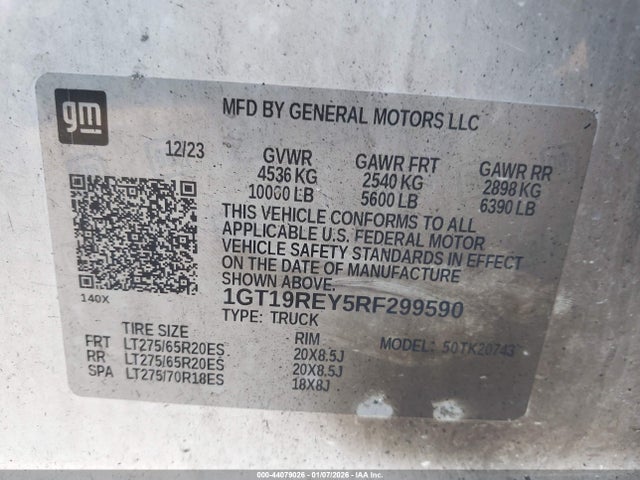 gm
MFD BY GENERAL MOTORS LLC
12/23 GVWR GAWR FRT GAWR RR
4536 KG 2540 KG 2898 KG
10000 LB 5600 LB 6390 LB
THIS VEHICLE CONFORMS TO ALL
APPLICABLE U.S. FEDERAL MOTOR
VEHICLE SAFETY STANDARDS IN EFFECT
ON THE DATE OF MANUFACTURE
SHOWN ABOVE.
140X
1GT19REY5RF299590
TYPE: TRUCK
TIRE SIZE RIM MODEL: 50TK20743
FRT LT275/65R20ES 20X8.5J
RR LT275/65R20ES 20X8.5J
SPA LT275/70R18ES 18X8J
000-44079026 - 01/07/2026 - IAA Inc.